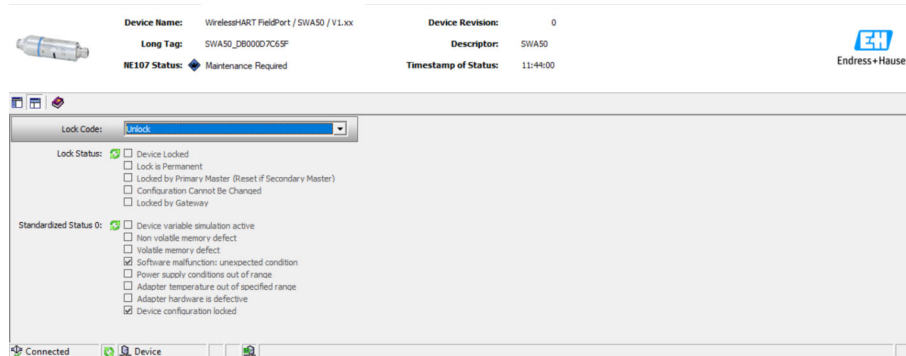 Device Name: WirelessHART FieldPort / SWA50 / V1.xx Device Revision: 0
Long Tag: SWA50_DB000D7C65F Descriptor: SWA50
NE107 Status: Maintenance Required Timestamp of Status: 11:44:00
EH
Endress+Hause
Lock Code: Unlock
Lock Status: Device Locked
Lock is Permanent
Locked by Primary Master (Reset if Secondary Master)
Configuration Cannot Be Changed
Locked by Gateway
Standardized Status 0: Device variable simulation active
Non volatile memory defect
Volatile memory defect
Software malfunction: unexpected condition
Power supply conditions out of range
Adapter temperature out of specified range
Adapter hardware is defective
Device configuration locked
Connected Device